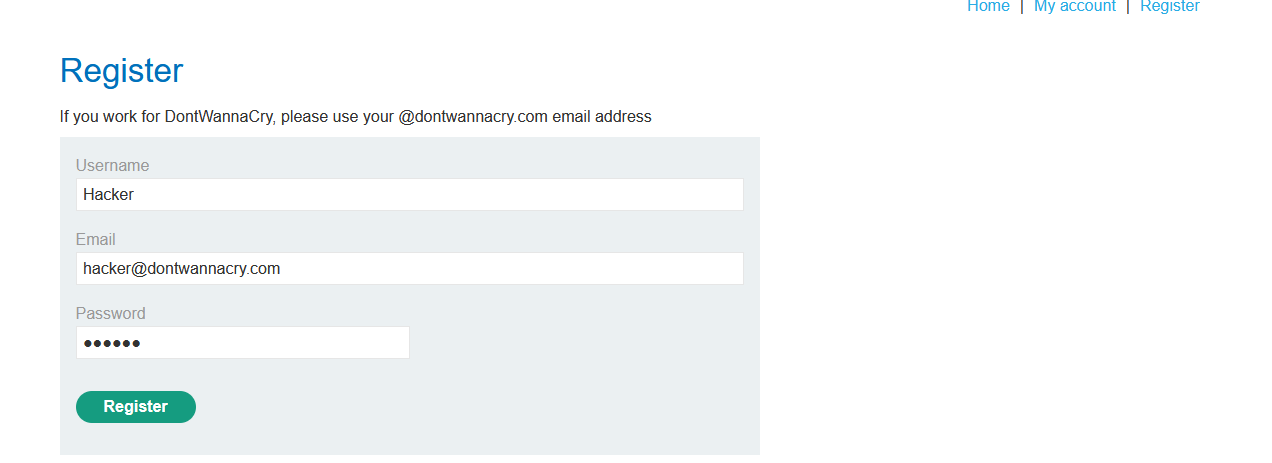 Home | My account | Register
Register
If you work for DontWannaCry, please use your @dontwannacry.com email address
Username
Hacker
Email
hacker@dontwannacry.com
Password
••••••
Register